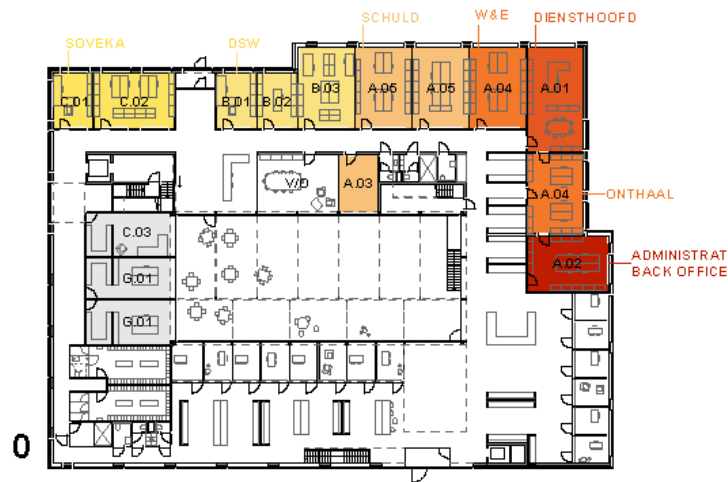 SCHULD
W&E
DIENSTHOOFD
SOVEKA
DSW
C.01
C.02
B.01
B.02
B.03
A.05
A.05
A.04
A.01
V/O
A.03
A.04
ONTHAAL
C.03
A.02
ADMINISTRAT
BACK OFFICE
G.01
G.01
0